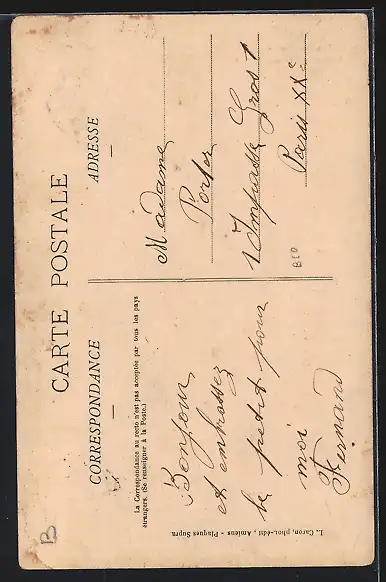 CARTE POSTALE
CORRESPONDANCE
La Correspondance au recto n'est pas acceptée par tous les pays
étrangers. (Se renseigner à la Poste.)
Bonjour
et embrassez
le petit pour
moi
Fernand
ADRESSE
Madame
Porter
1 Impasse Gros 1
Paris XXe
BCD
L. Caron, phot.-édit, Amiens - Plaques Supra
B